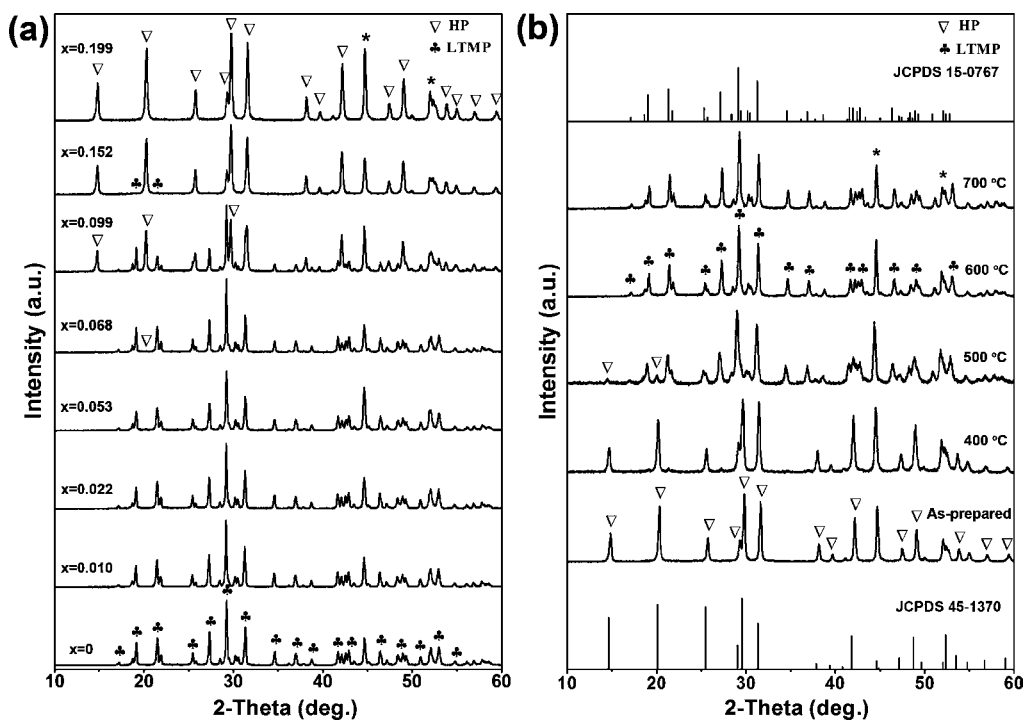 (a)
▽ HP
♣ LTMP
x=0.199
*
*
x=0.152
x=0.099
x=0.068
x=0.053
x=0.022
x=0.010
x=0
Intensity (a.u.)
10 20 30 40 50 60
2-Theta (deg.)
(b)
▽ HP
♣ LTMP
JCPDS 15-0767
*
*
700 °C
600 °C
500 °C
400 °C
As-prepared
JCPDS 45-1370
Intensity (a.u.)
10 20 30 40 50 60
2-Theta (deg.)